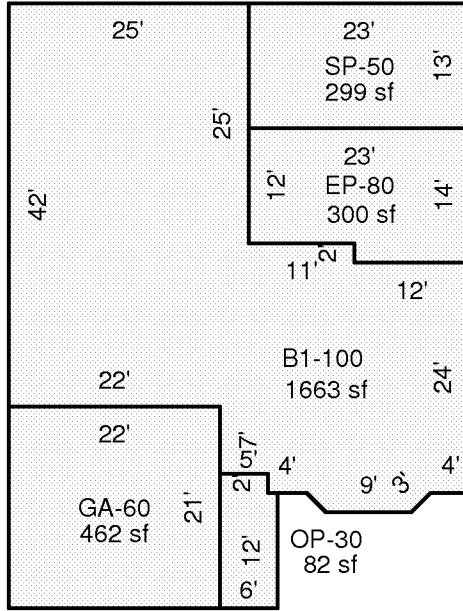 25'
23'
SP-50
299 sf
13'
25'
23'
EP-80
300 sf
12'
14'
42'
2'
11'
12'
B1-100
1663 sf
24'
22'
22'
7'
5'
4'
2'
9'
3'
4'
GA-60
462 sf
21'
12'
OP-30
82 sf
6'